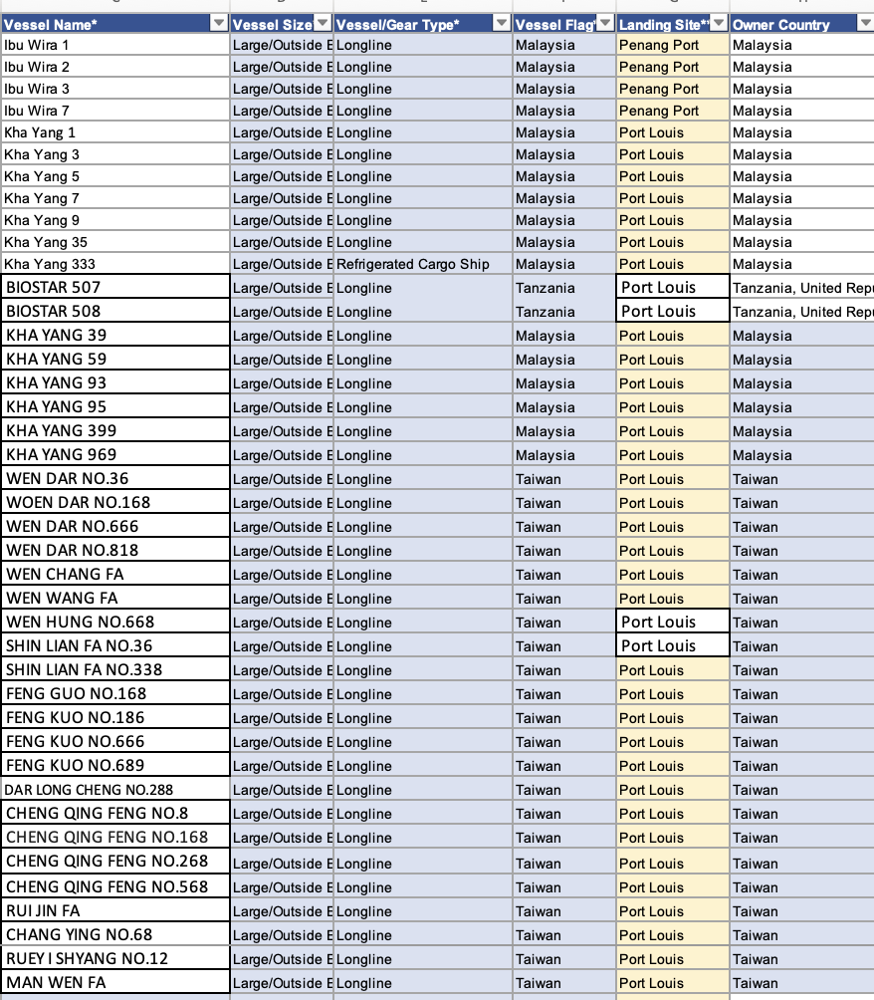 Vessel Name* Vessel Size Vessel/Gear Type* Vessel Flag* Landing Site** Owner Country
Ibu Wira 1 Large/Outside E Longline Malaysia Penang Port Malaysia
Ibu Wira 2 Large/Outside E Longline Malaysia Penang Port Malaysia
Ibu Wira 3 Large/Outside E Longline Malaysia Penang Port Malaysia
Ibu Wira 7 Large/Outside E Longline Malaysia Penang Port Malaysia
Kha Yang 1 Large/Outside E Longline Malaysia Port Louis Malaysia
Kha Yang 3 Large/Outside E Longline Malaysia Port Louis Malaysia
Kha Yang 5 Large/Outside E Longline Malaysia Port Louis Malaysia
Kha Yang 7 Large/Outside E Longline Malaysia Port Louis Malaysia
Kha Yang 9 Large/Outside E Longline Malaysia Port Louis Malaysia
Kha Yang 35 Large/Outside E Longline Malaysia Port Louis Malaysia
Kha Yang 333 Large/Outside E Refrigerated Cargo Ship Malaysia Port Louis Malaysia
BIOSTAR 507 Large/Outside E Longline Tanzania Port Louis Tanzania, United Repu
BIOSTAR 508 Large/Outside E Longline Tanzania Port Louis Tanzania, United Repu
KHA YANG 39 Large/Outside E Longline Malaysia Port Louis Malaysia
KHA YANG 59 Large/Outside E Longline Malaysia Port Louis Malaysia
KHA YANG 93 Large/Outside E Longline Malaysia Port Louis Malaysia
KHA YANG 95 Large/Outside E Longline Malaysia Port Louis Malaysia
KHA YANG 399 Large/Outside E Longline Malaysia Port Louis Malaysia
KHA YANG 969 Large/Outside E Longline Malaysia Port Louis Malaysia
WEN DAR NO.36 Large/Outside E Longline Taiwan Port Louis Taiwan
WOEN DAR NO.168 Large/Outside E Longline Taiwan Port Louis Taiwan
WEN DAR NO.666 Large/Outside E Longline Taiwan Port Louis Taiwan
WEN DAR NO.818 Large/Outside E Longline Taiwan Port Louis Taiwan
WEN CHANG FA Large/Outside E Longline Taiwan Port Louis Taiwan
WEN WANG FA Large/Outside E Longline Taiwan Port Louis Taiwan
WEN HUNG NO.668 Large/Outside E Longline Taiwan Port Louis Taiwan
SHIN LIAN FA NO.36 Large/Outside E Longline Taiwan Port Louis Taiwan
SHIN LIAN FA NO.338 Large/Outside E Longline Taiwan Port Louis Taiwan
FENG GUO NO.168 Large/Outside E Longline Taiwan Port Louis Taiwan
FENG KUO NO.186 Large/Outside E Longline Taiwan Port Louis Taiwan
FENG KUO NO.666 Large/Outside E Longline Taiwan Port Louis Taiwan
FENG KUO NO.689 Large/Outside E Longline Taiwan Port Louis Taiwan
DAR LONG CHENG NO.288 Large/Outside E Longline Taiwan Port Louis Taiwan
CHENG QING FENG NO.8 Large/Outside E Longline Taiwan Port Louis Taiwan
CHENG QING FENG NO.168 Large/Outside E Longline Taiwan Port Louis Taiwan
CHENG QING FENG NO.268 Large/Outside E Longline Taiwan Port Louis Taiwan
CHENG QING FENG NO.568 Large/Outside E Longline Taiwan Port Louis Taiwan
RUI JIN FA Large/Outside E Longline Taiwan Port Louis Taiwan
CHANG YING NO.68 Large/Outside E Longline Taiwan Port Louis Taiwan
RUEY I SHYANG NO.12 Large/Outside E Longline Taiwan Port Louis Taiwan
MAN WEN FA Large/Outside E Longline Taiwan Port Louis Taiwan